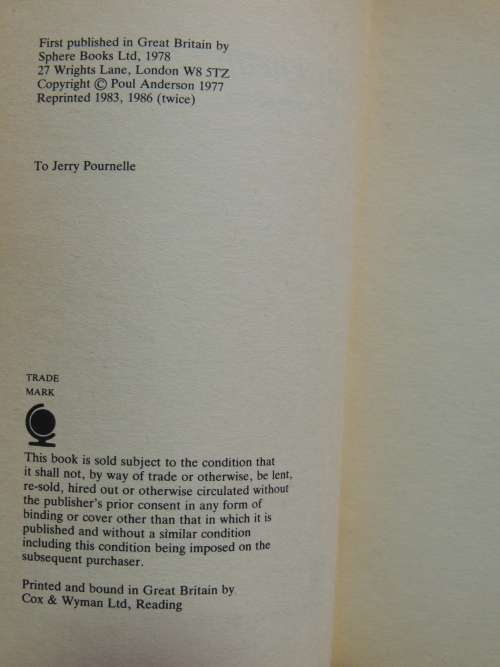 First published in Great Britain by
Sphere Books Ltd, 1978
27 Wrights Lane, London W8 5TZ
Copyright © Poul Anderson 1977
Reprinted 1983, 1986 (twice)
To Jerry Pournelle
TRADE
MARK
This book is sold subject to the condition that
it shall not, by way of trade or otherwise, be lent,
re-sold, hired out or otherwise circulated without
the publisher's prior consent in any form of
binding or cover other than that in which it is
published and without a similar condition
including this condition being imposed on the
subsequent purchaser.
Printed and bound in Great Britain by
Cox & Wyman Ltd, Reading